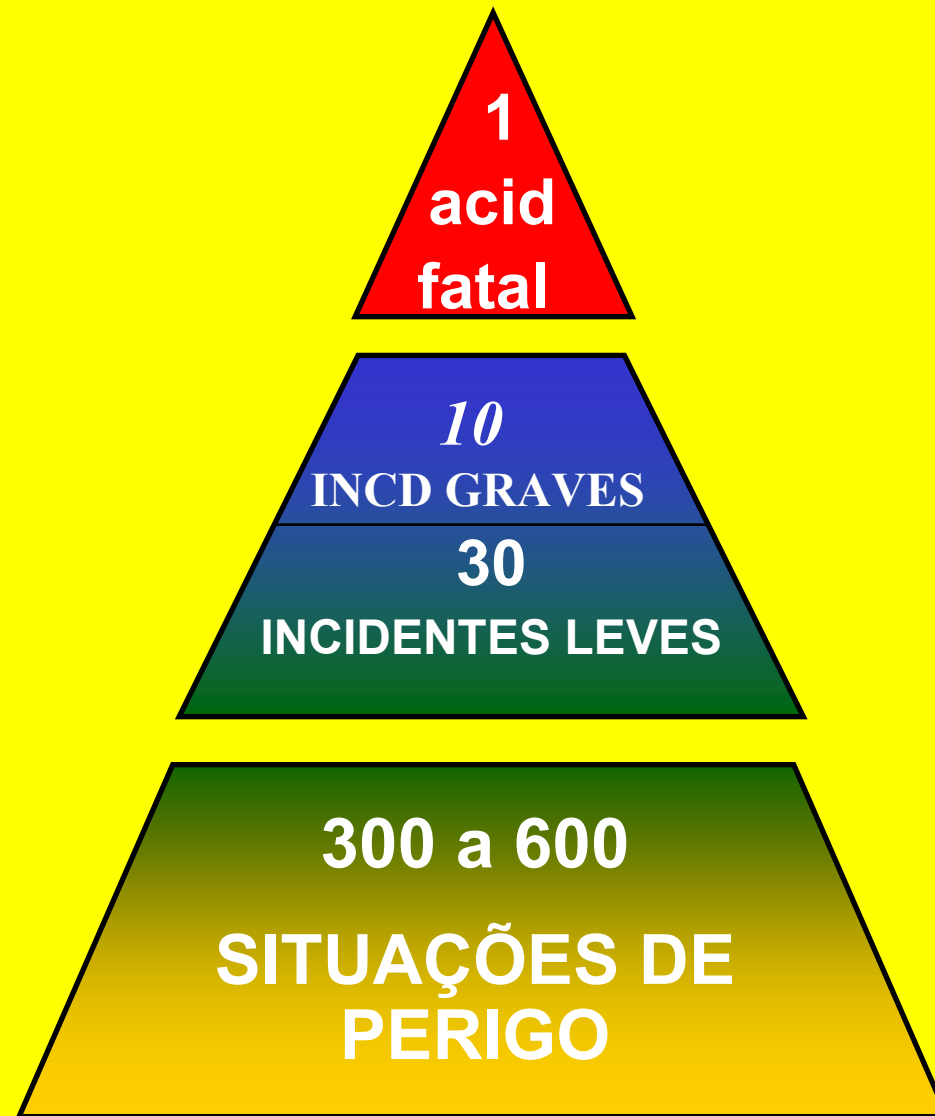 1
acid
fatal
10
INCD GRAVES
30
INCIDENTES LEVES
300 a 600
SITUAÇÕES DE
PERIGO